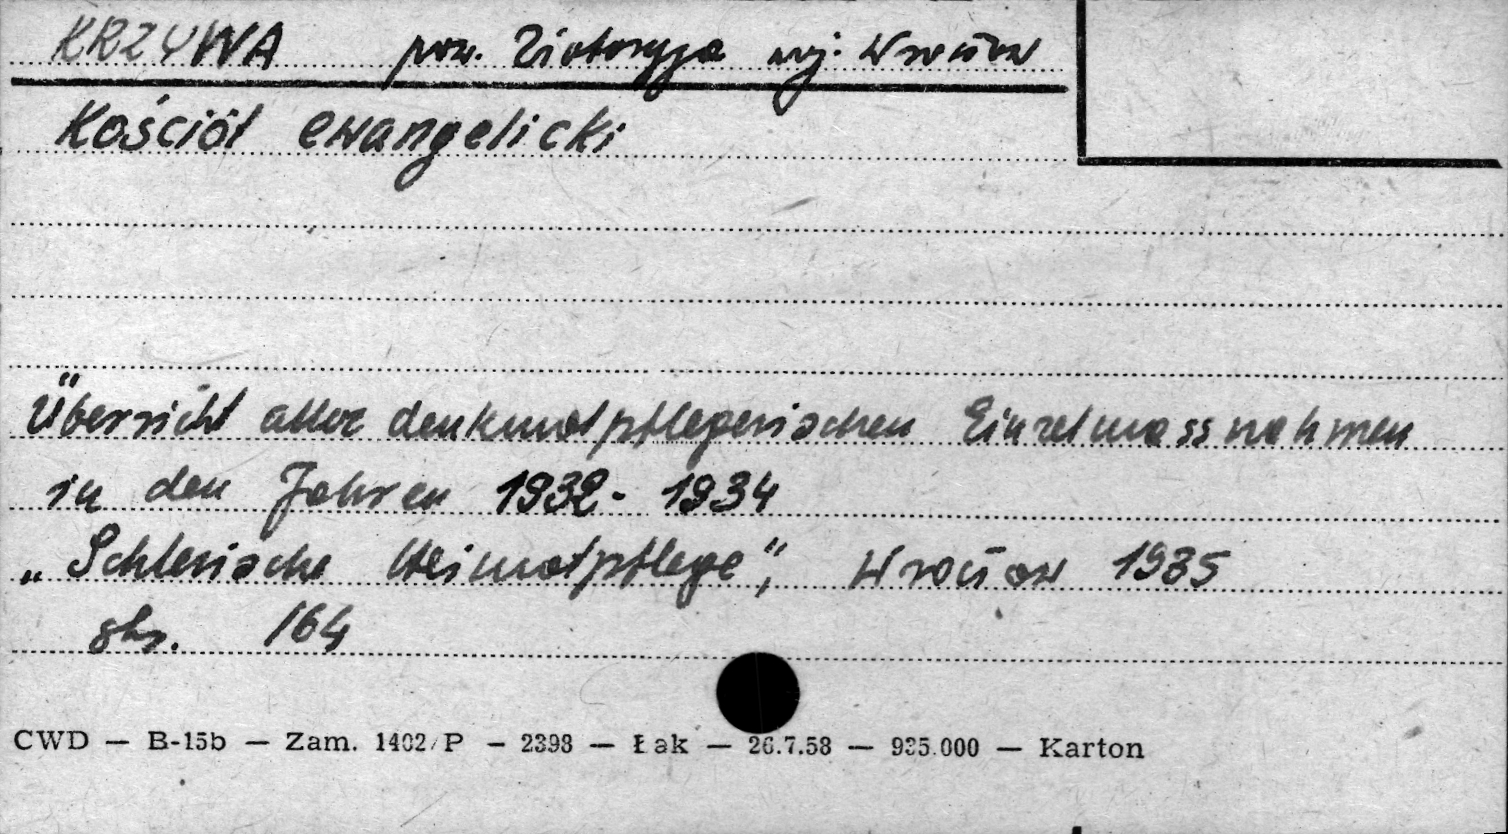 KRZYWA pow. Złotoryja woj. Wrocław
Kościół ewangelicki
Übersicht aller denkmalpflegerischen Einzelmassnahmen
in den Jahren 1932 - 1934
„Schlesische Heimatpflege", Wrocław 1935
str. 164
CWD — B-15b — Zam. 1402/P — 2398 — Łak — 26.7.58 — 935.000 — Karton